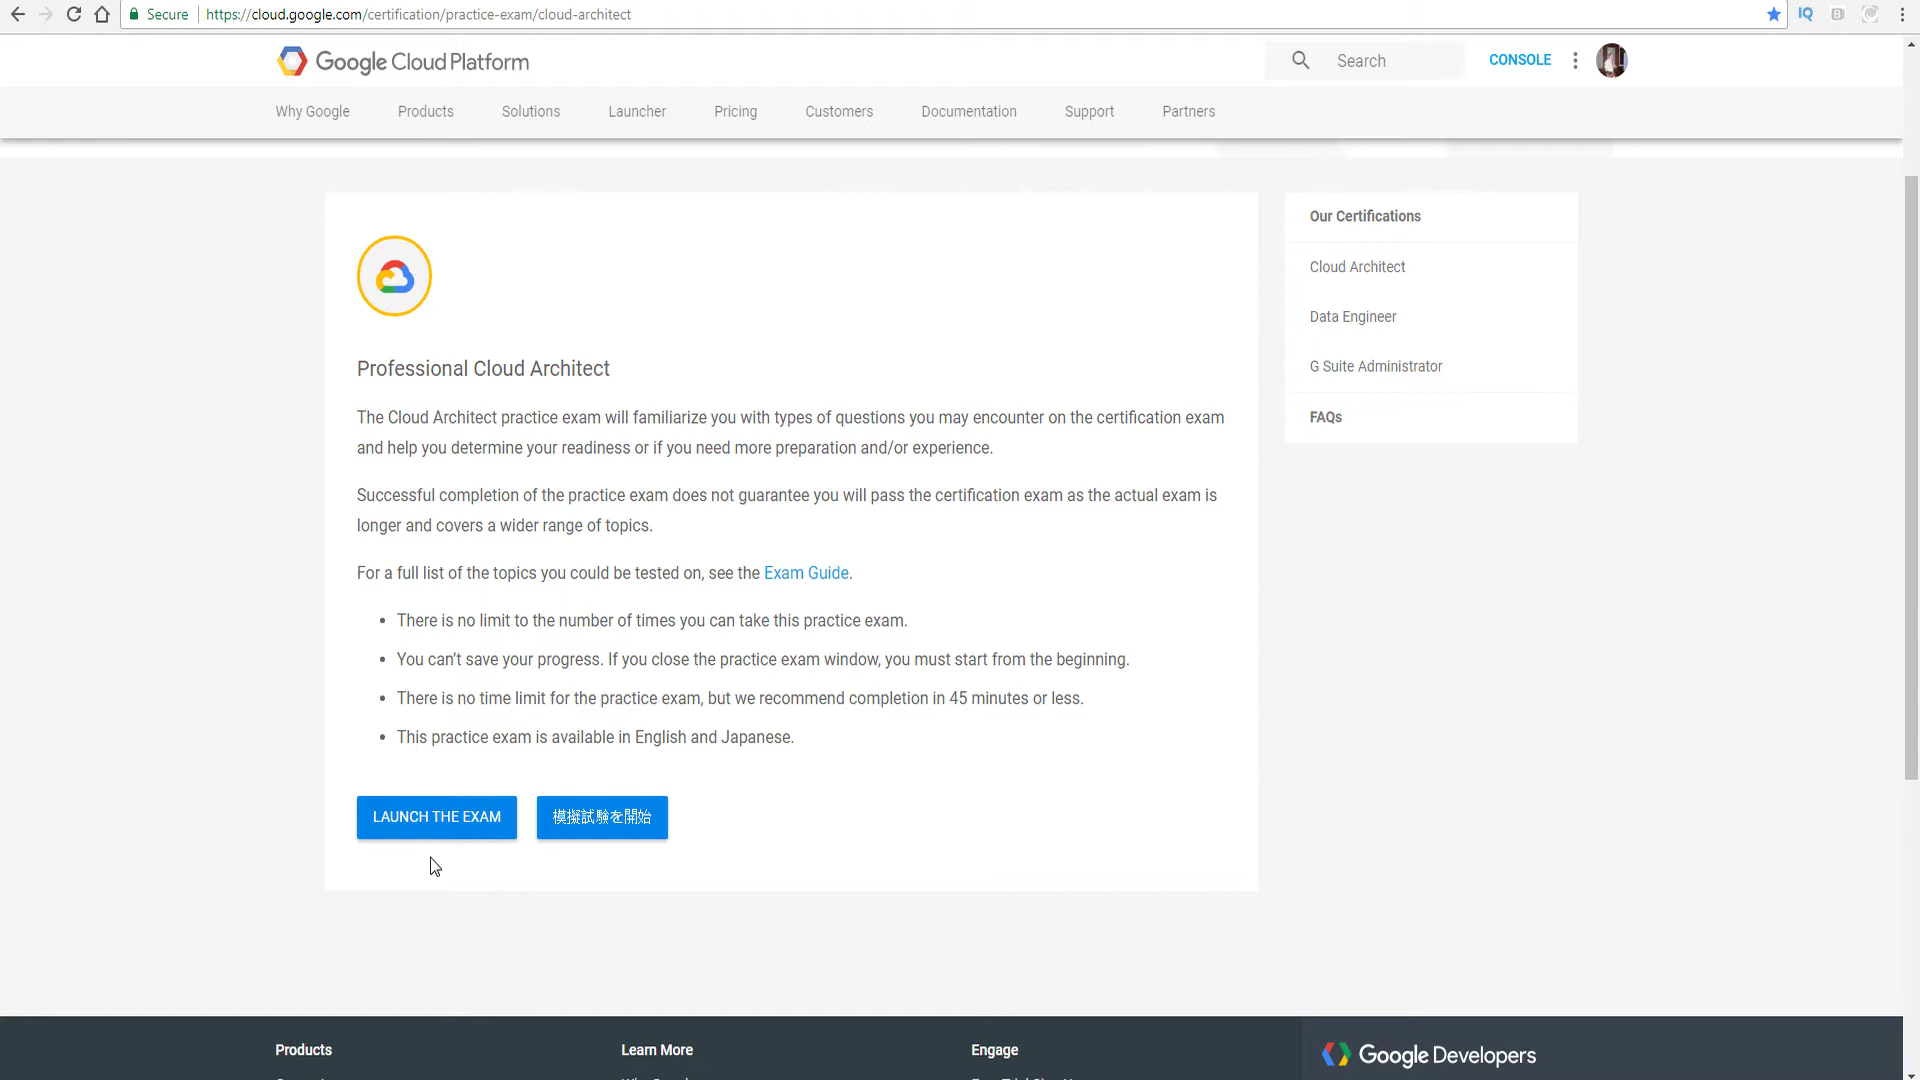 Secure https://cloud.google.com/certification/practice-exam/cloud-architect
Google Cloud Platform
Search
CONSOLE
Why Google Products Solutions Launcher Pricing Customers Documentation Support Partners
Professional Cloud Architect
The Cloud Architect practice exam will familiarize you with types of questions you may encounter on the certification exam
and help you determine your readiness or if you need more preparation and/or experience.
Successful completion of the practice exam does not guarantee you will pass the certification exam as the actual exam is
longer and covers a wider range of topics.
For a full list of the topics you could be tested on, see the Exam Guide.
• There is no limit to the number of times you can take this practice exam.
• You can’t save your progress. If you close the practice exam window, you must start from the beginning.
• There is no time limit for the practice exam, but we recommend completion in 45 minutes or less.
• This practice exam is available in English and Japanese.
LAUNCH THE EXAM
模擬試験を開始
Our Certifications
Cloud Architect
Data Engineer
G Suite Administrator
FAQs
Products
Learn More
Engage
Google Developers